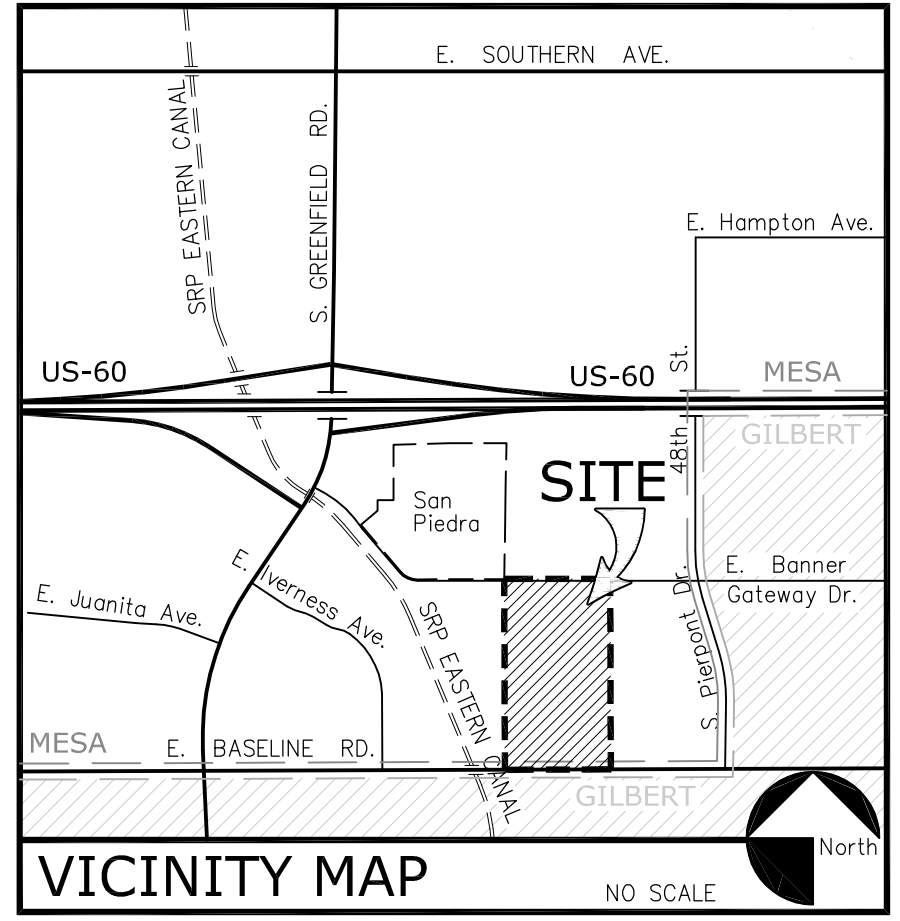 E. SOUTHERN AVE.
SRP EASTERN CANAL
S. GREENFIELD RD.
E. Hampton Ave.
US-60
US-60
48th St.
MESA
GILBERT
SITE
San
Piedra
E. Banner
Gateway Dr.
E. Juanita Ave.
E. Iverness Ave.
SRP EASTERN CANAL
S. Pierpont Dr.
MESA
E. BASELINE RD.
GILBERT
North
VICINITY MAP
NO SCALE